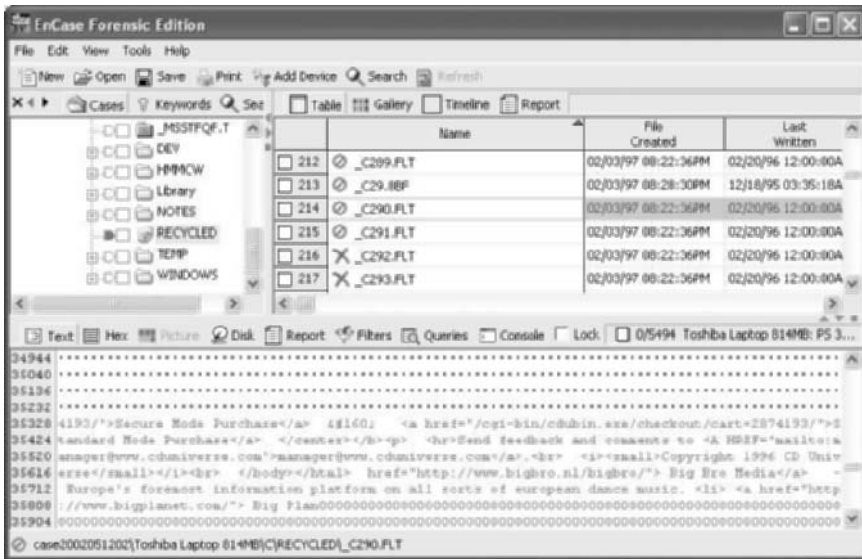 EnCase Forensic Edition
File Edit View Tools Help
New Open Save Print Add Device Search Refresh
Cases Keywords Sea Table Gallery Timeline Report
Name File Created Last Written
_MSSTFQF.T
DEV
HMMCW
Library
NOTES
RECYCLED
TEMP
WINDOWS
212 _C289.FLT 02/03/97 08:22:36PM 02/20/96 12:00:00A
213 _C29.8BF 02/03/97 08:28:30PM 12/18/95 03:35:18A
214 _C290.FLT 02/03/97 08:22:36PM 02/20/96 12:00:00A
215 _C291.FLT 02/03/97 08:22:36PM 02/20/96 12:00:00A
216 _C292.FLT 02/03/97 08:22:36PM 02/20/96 12:00:00A
217 _C293.FLT 02/03/97 08:22:36PM 02/20/96 12:00:00A
Text Hex Picture Disk Report Filters Queries Console Lock 0/5494 Toshiba Laptop 814MB: PS 3...
34944
35040
35136
35232
35328 4193/">Secure Mode Purchase</a> &#160; <a href="/cgi-bin/cdubin.exe/checkout/cart=2874193/">S
35424 tandard Mode Purchase</a> </center></b><p> <hr>Send feedback and comments to <A HREF="mailto:m
35520 anager@www.cduniverse.com">manager@www.cduniverse.com</a>.<br> <i><small>Copyright 1996 CD Univ
35616 erse</small></i><br> </body></html> href="http://www.bigbro.nl/bigbro/"> Big Bro Media</a> -
35712 Europe's foremost information platform on all sorts of european dance music. <li> <a href="http
35808 ://www.bigplanet.com/"> Big Plan
35904
case2002051202\Toshiba Laptop 814MB\C\RECYCLED\_C290.FLT